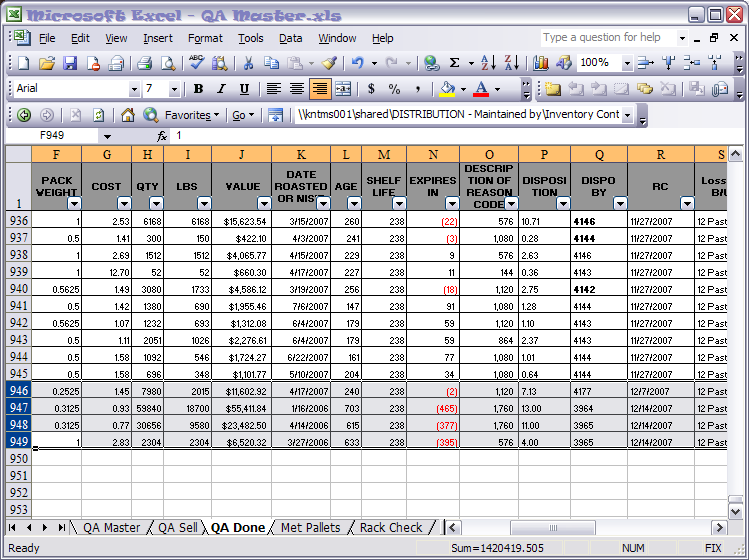 Microsoft Excel - QA Master.xls
File Edit View Insert Format Tools Data Window Help Type a question for help
Σ 100%
Arial 7 B I U $ % , A
Favorites Go \\kntms001\shared\DISTRIBUTION - Maintained by\Inventory Cont
F949 fx 1
F G H I J K L M N O P Q R S
1 PACK WEIGHT COST QTY LBS VALUE DATE ROASTED OR NIS AGE SHELF LIFE EXPIRES IN DESCRIP TION OF REASON CODE DISPOSI TION DISPO BY RC Loss B/U
936 1 2.53 6168 6168 $15,623.54 3/15/2007 260 238 (22) 576 10.71 4146 11/27/2007 12 Past
937 0.5 1.41 300 150 $422.10 4/3/2007 241 238 (3) 1,080 0.28 4144 11/27/2007 12 Past
938 1 2.69 1512 1512 $4,065.77 4/15/2007 229 238 9 576 2.63 4146 11/27/2007 12 Past
939 1 12.70 52 52 $660.30 4/17/2007 227 238 11 144 0.36 4143 11/27/2007 12 Past
940 0.5625 1.49 3080 1733 $4,586.12 3/19/2007 256 238 (18) 1,120 2.75 4142 11/27/2007 12 Past
941 0.5 1.42 1380 690 $1,955.46 7/6/2007 147 238 91 1,080 1.28 4144 11/27/2007 12 Past
942 0.5625 1.07 1232 693 $1,312.08 6/4/2007 179 238 59 1,120 1.10 4143 11/27/2007 12 Past
943 0.5 1.11 2051 1026 $2,276.61 6/4/2007 179 238 59 864 2.37 4143 11/27/2007 12 Past
944 0.5 1.58 1092 546 $1,724.27 6/22/2007 161 238 77 1,080 1.01 4144 11/27/2007 12 Past
945 0.5 1.58 696 348 $1,101.77 5/10/2007 204 238 34 1,080 0.64 4144 11/27/2007 12 Past
946 0.2525 1.45 7980 2015 $11,602.92 4/17/2007 240 238 (2) 1,120 7.13 4177 12/7/2007 12 Past
947 0.3125 0.93 59840 18700 $55,411.84 1/16/2006 703 238 (465) 1,760 13.00 3964 12/14/2007 12 Past
948 0.3125 0.77 30656 9580 $23,482.50 4/14/2006 615 238 (377) 1,760 11.00 3965 12/14/2007 12 Past
949 1 2.83 2304 2304 $6,520.32 3/27/2006 633 238 (395) 576 4.00 3965 12/14/2007 12 Past
950
951
952
953
QA Master QA Sell QA Done Met Pallets Rack Check
Ready Sum=1420419.505 NUM FIX